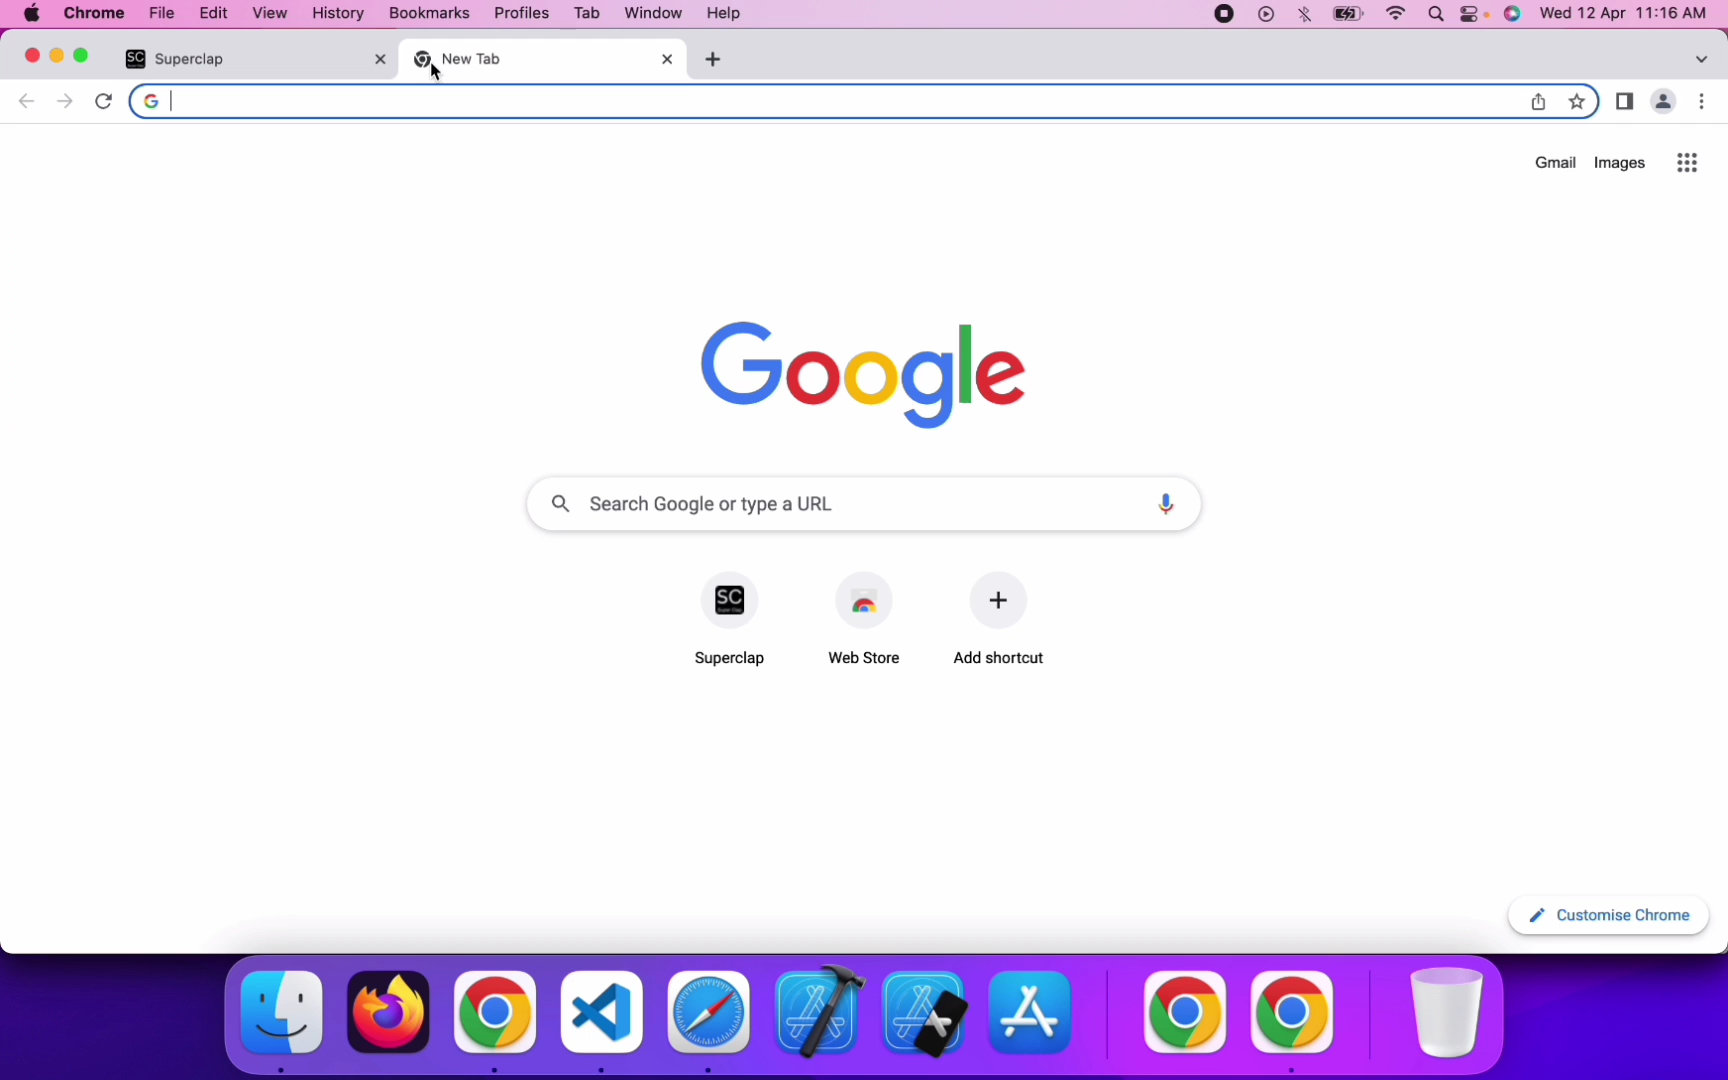 Chrome File Edit View History Bookmarks Profiles Tab Window Help Wed 12 Apr 11:16 AM
SC Superclap New Tab
G
Gmail Images
Google
Search Google or type a URL
SC
Superclap Web Store Add shortcut
Customise Chrome